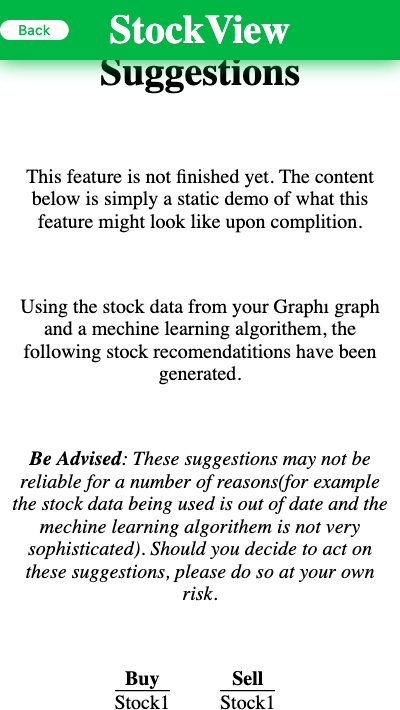 Back
StockView
Suggestions
This feature is not finished yet. The content
below is simply a static demo of what this
feature might look like upon complition.
Using the stock data from your Graph1 graph
and a mechine learning algorithem, the
following stock recomendatitions have been
generated.
Be Advised: These suggestions may not be
reliable for a number of reasons(for example
the stock data being used is out of date and the
mechine learning algorithem is not very
sophisticated). Should you decide to act on
these suggestions, please do so at your own
risk.
Buy Sell
Stock1 Stock1